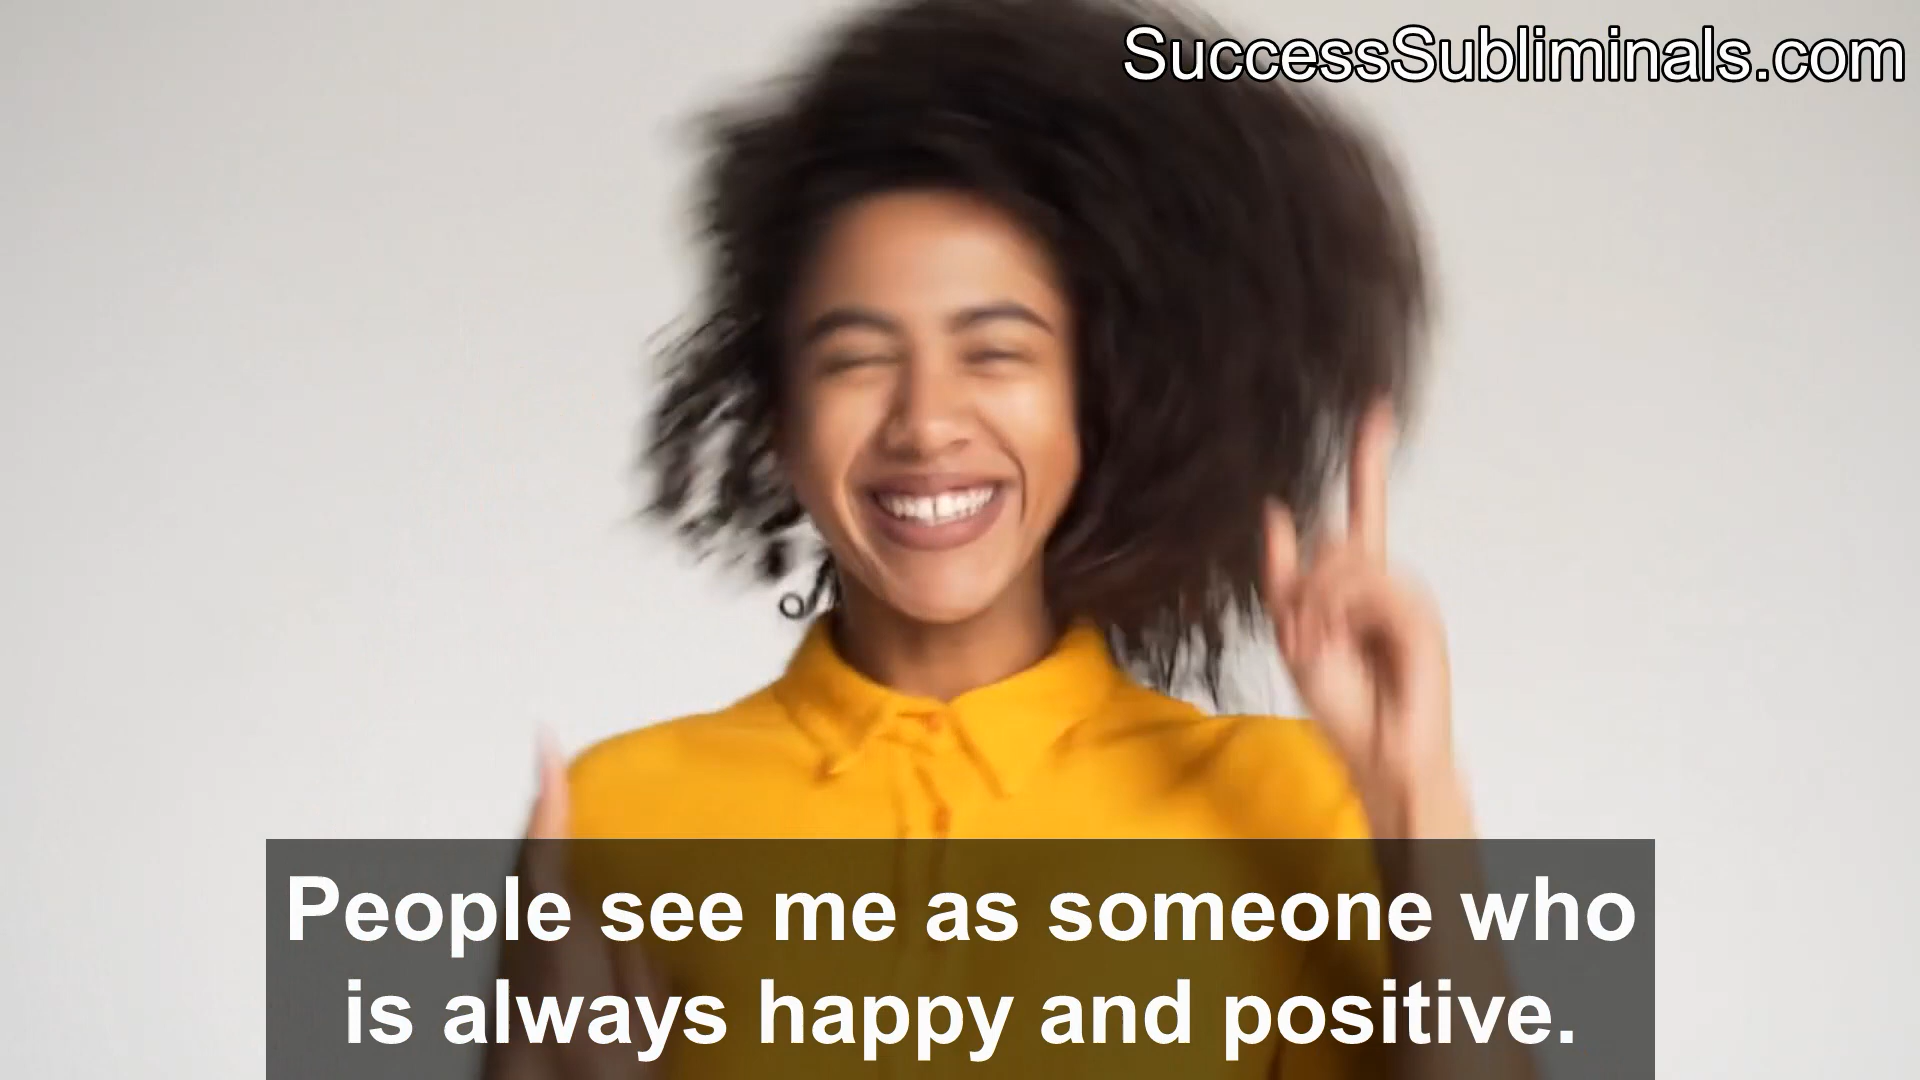 SuccessSubliminals.com
People see me as someone who
is always happy and positive.